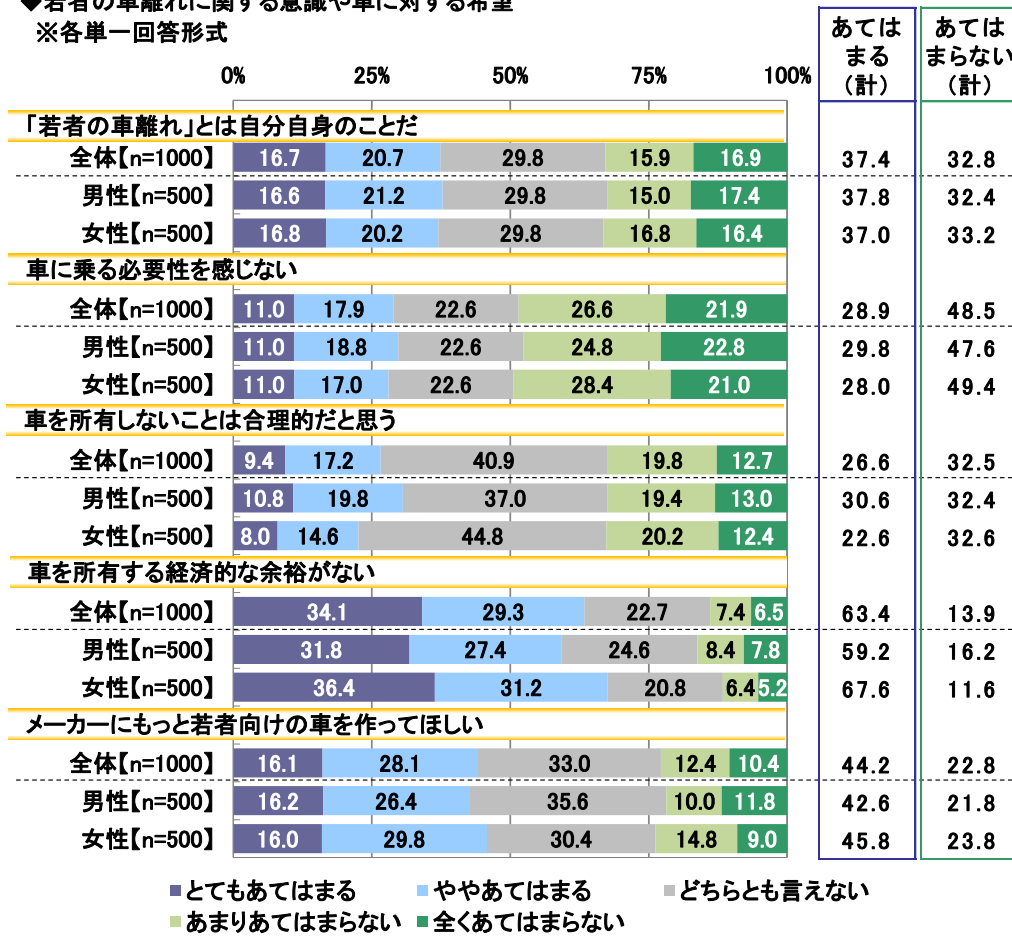 ◆若者の車離れに関する意識や車に対する希望
※各単一回答形式
あてはまる（計） あてはまらない（計）
0% 25% 50% 75% 100%
「若者の車離れ」とは自分自身のことだ
全体【n=1000】 16.7 20.7 29.8 15.9 16.9 37.4 32.8
男性【n=500】 16.6 21.2 29.8 15.0 17.4 37.8 32.4
女性【n=500】 16.8 20.2 29.8 16.8 16.4 37.0 33.2
車に乗る必要性を感じない
全体【n=1000】 11.0 17.9 22.6 26.6 21.9 28.9 48.5
男性【n=500】 11.0 18.8 22.6 24.8 22.8 29.8 47.6
女性【n=500】 11.0 17.0 22.6 28.4 21.0 28.0 49.4
車を所有しないことは合理的だと思う
全体【n=1000】 9.4 17.2 40.9 19.8 12.7 26.6 32.5
男性【n=500】 10.8 19.8 37.0 19.4 13.0 30.6 32.4
女性【n=500】 8.0 14.6 44.8 20.2 12.4 22.6 32.6
車を所有する経済的な余裕がない
全体【n=1000】 34.1 29.3 22.7 7.4 6.5 63.4 13.9
男性【n=500】 31.8 27.4 24.6 8.4 7.8 59.2 16.2
女性【n=500】 36.4 31.2 20.8 6.4 5.2 67.6 11.6
メーカーにもっと若者向けの車を作ってほしい
全体【n=1000】 16.1 28.1 33.0 12.4 10.4 44.2 22.8
男性【n=500】 16.2 26.4 35.6 10.0 11.8 42.6 21.8
女性【n=500】 16.0 29.8 30.4 14.8 9.0 45.8 23.8
とてもあてはまる ややあてはまる どちらとも言えない
あまりあてはまらない 全くあてはまらない